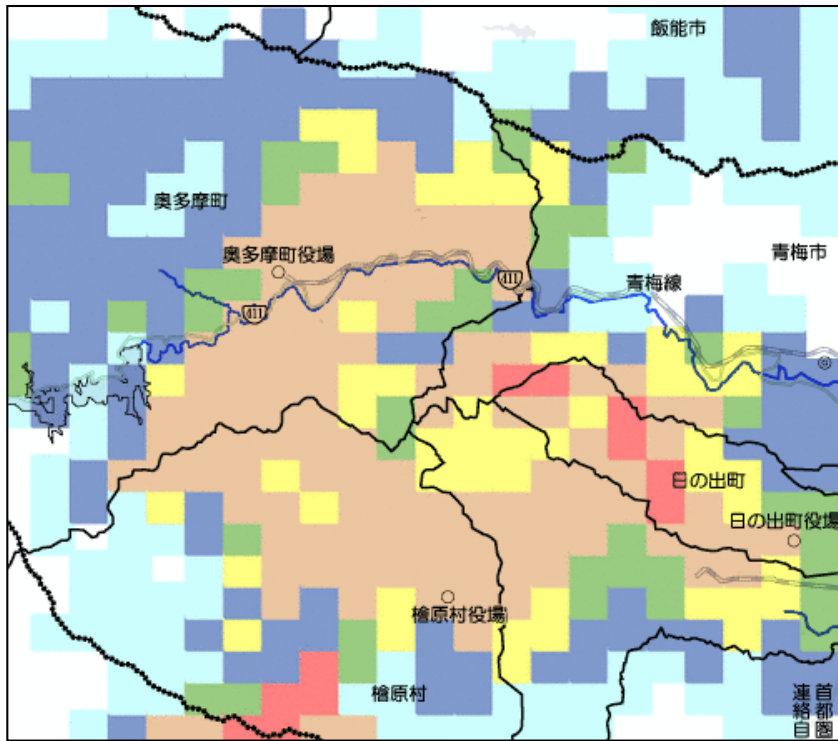 飯能市
奥多摩町
奥多摩町役場
411
青梅市
青梅線
411
日の出町
日の出町役場
檜原村役場
檜原村
首都圏
連絡自